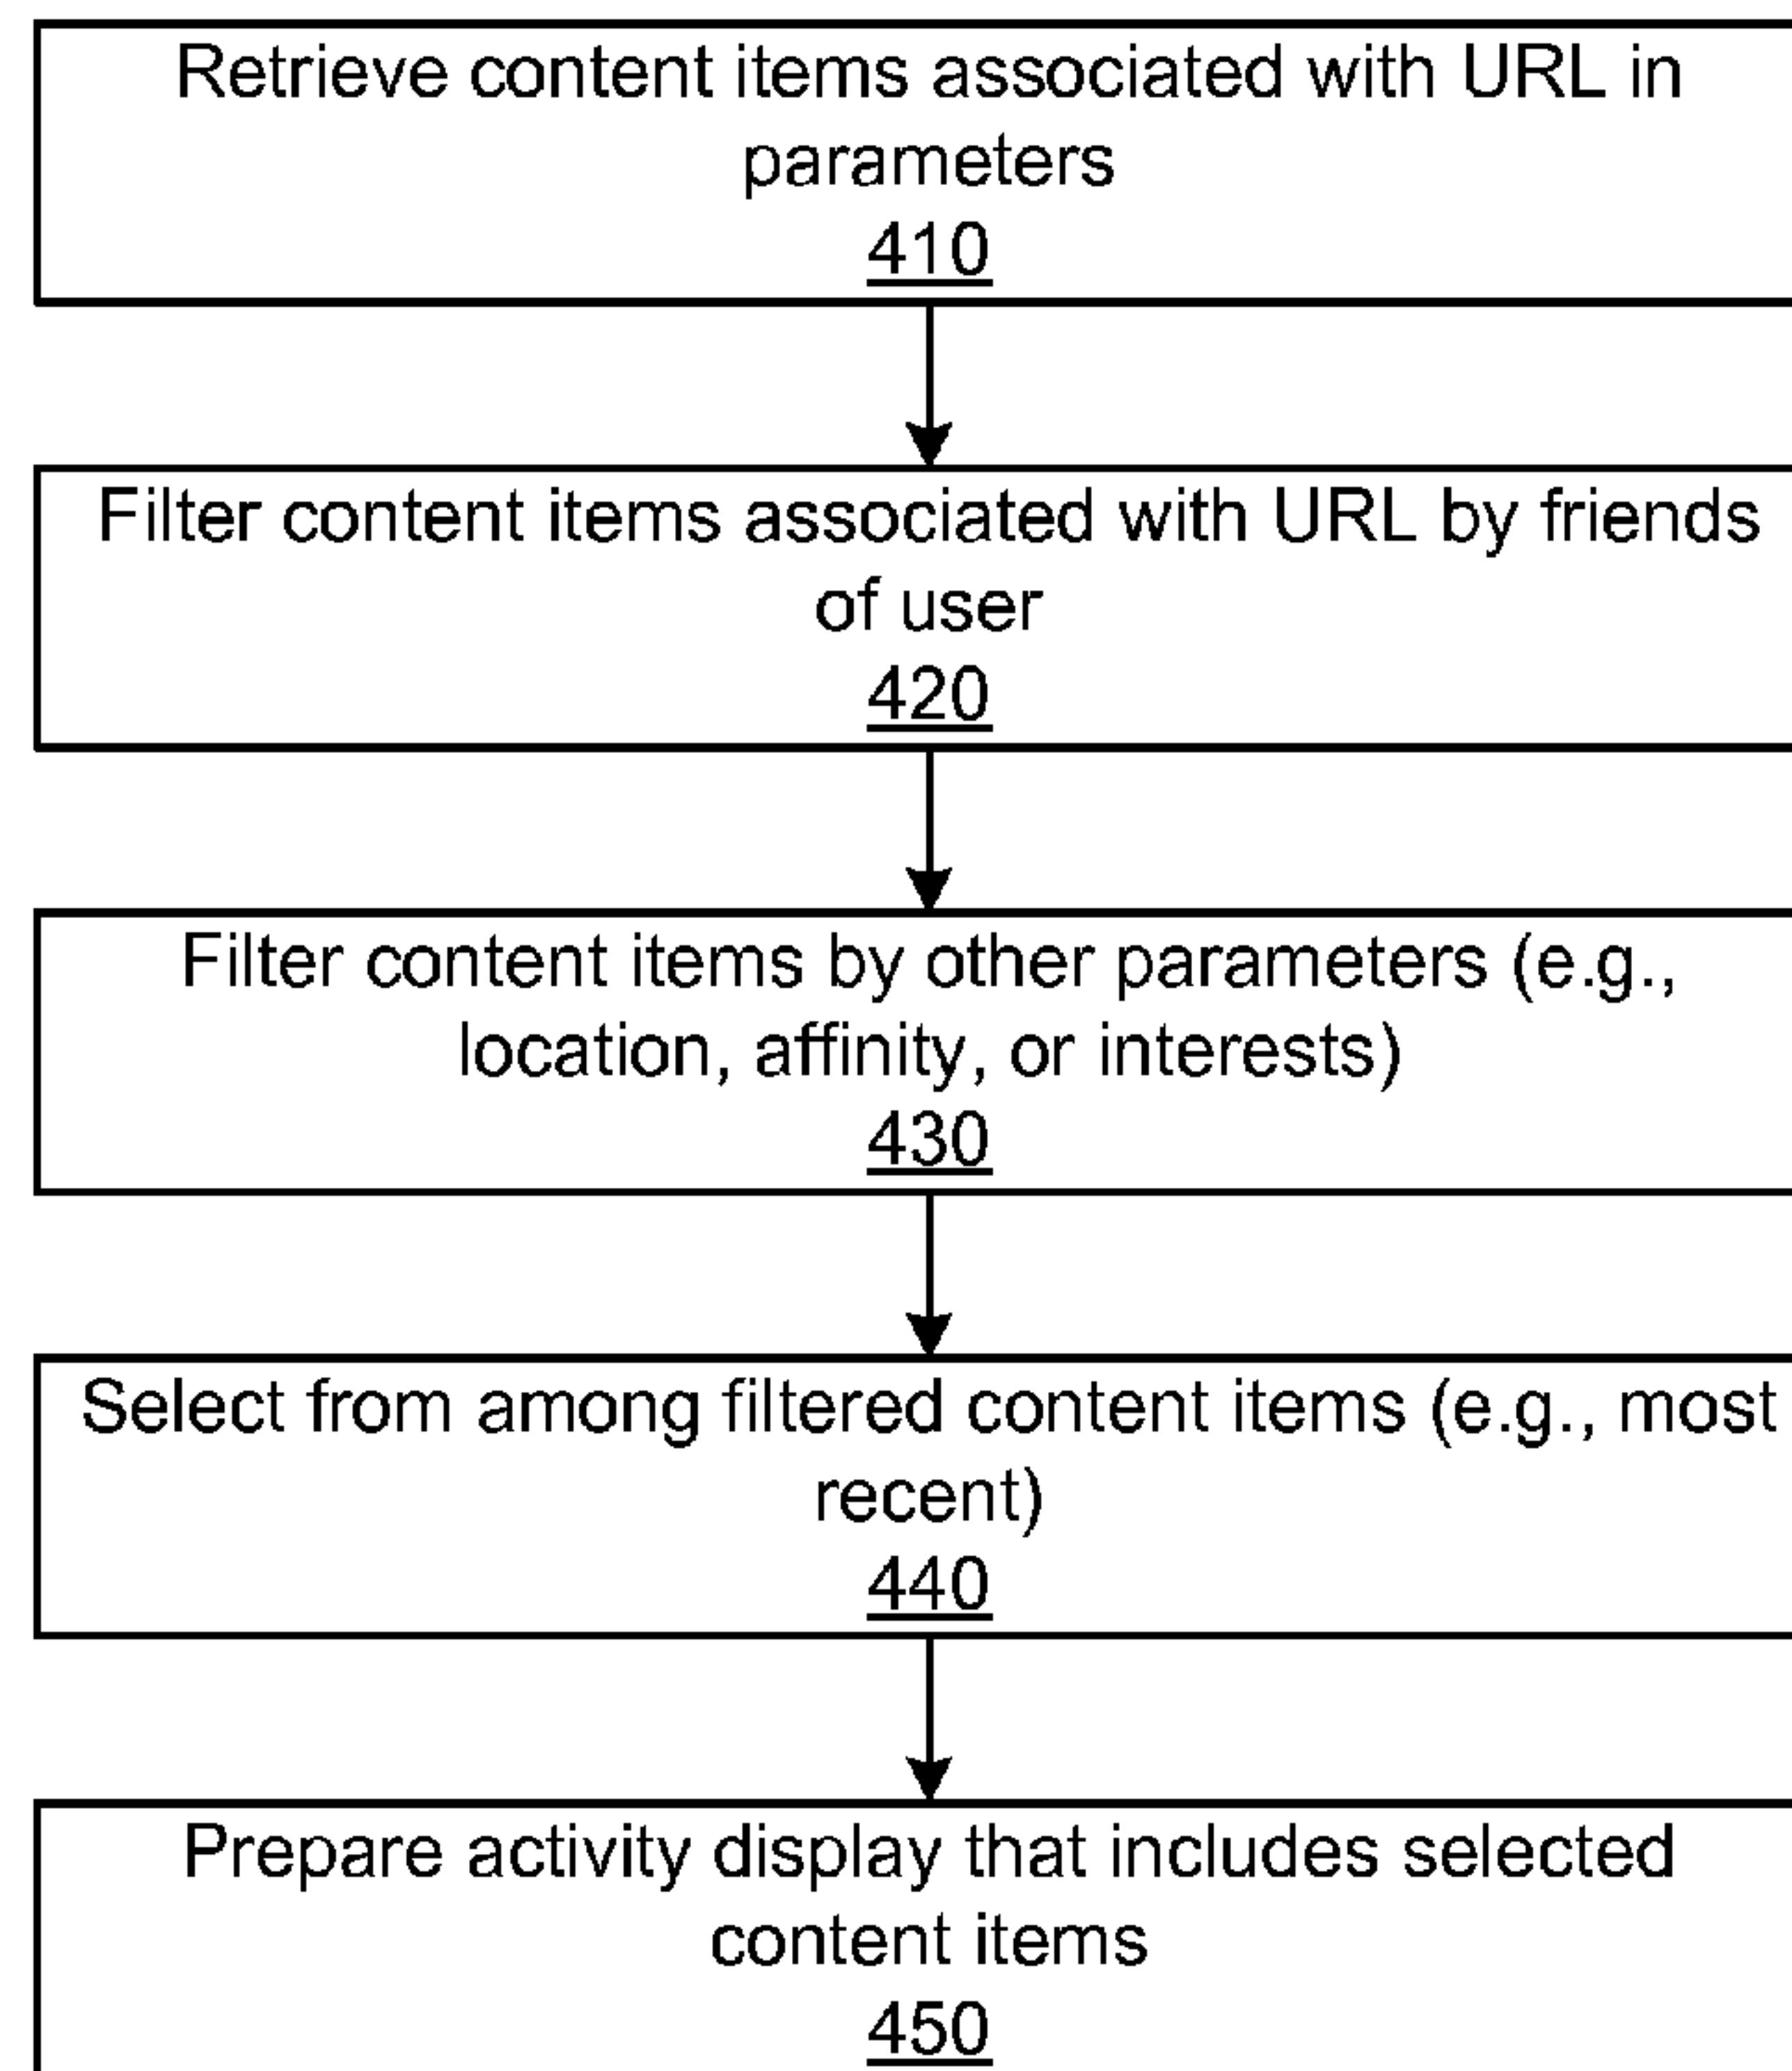 Retrieve content items associated with URL in
parameters
410
Filter content items associated with URL by friends
of user
420
Filter content items by other parameters (e.g.,
location, affinity, or interests)
430
Select from among filtered content items (e.g., most
recent)
440
Prepare activity display that includes selected
content items
450